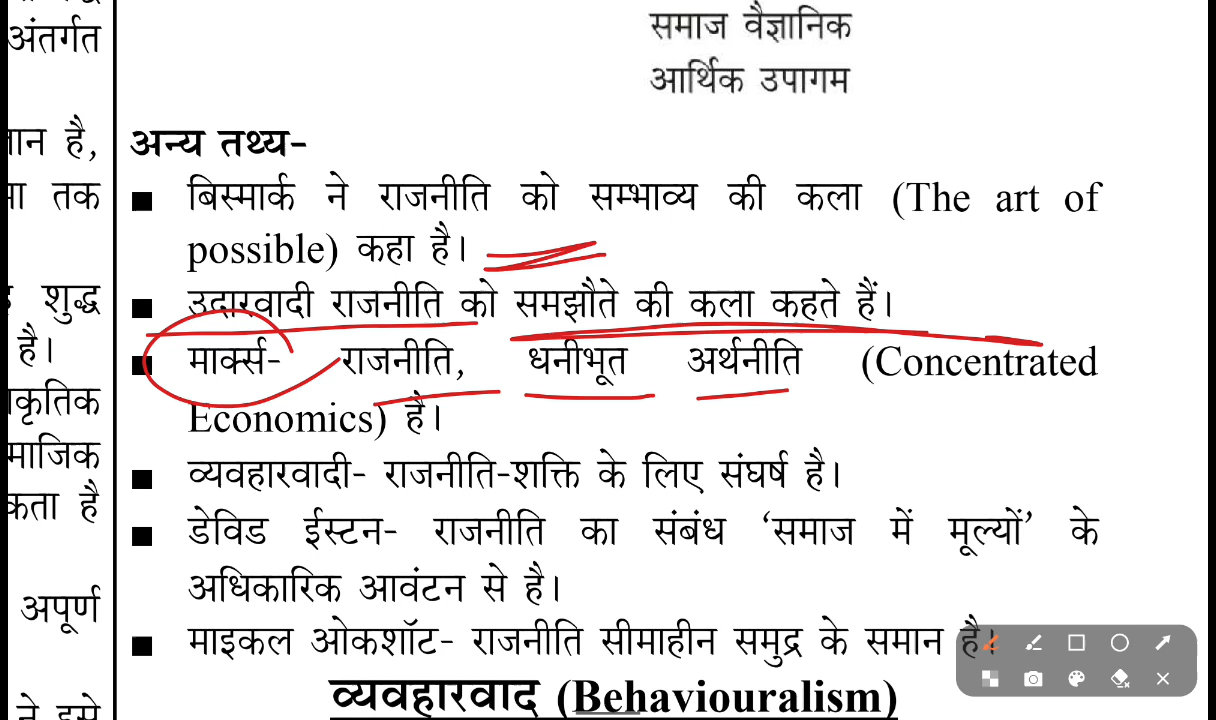 अंतर्गत
है,
तक
शुद्ध
है।
है
अपूर्ण
ने इसे
समाज वैज्ञानिक
आर्थिक उपागम
अन्य तथ्य-
■ बिस्मार्क ने राजनीति को सम्भाव्य की कला (The art of
possible) कहा है।
■ उदारवादी राजनीति को समझौते की कला कहते हैं।
■ मार्क्स- राजनीति, धनीभूत अर्थनीति (Concentrated
Economics) है।
■ व्यवहारवादी- राजनीति-शक्ति के लिए संघर्ष है।
■ डेविड ईस्टन- राजनीति का संबंध ‘समाज में मूल्यों’ के
अधिकारिक आवंटन से है।
■ माइकल ओकशॉट- राजनीति सीमाहीन समुद्र के समान है।
व्यवहारवाद (Behaviouralism)